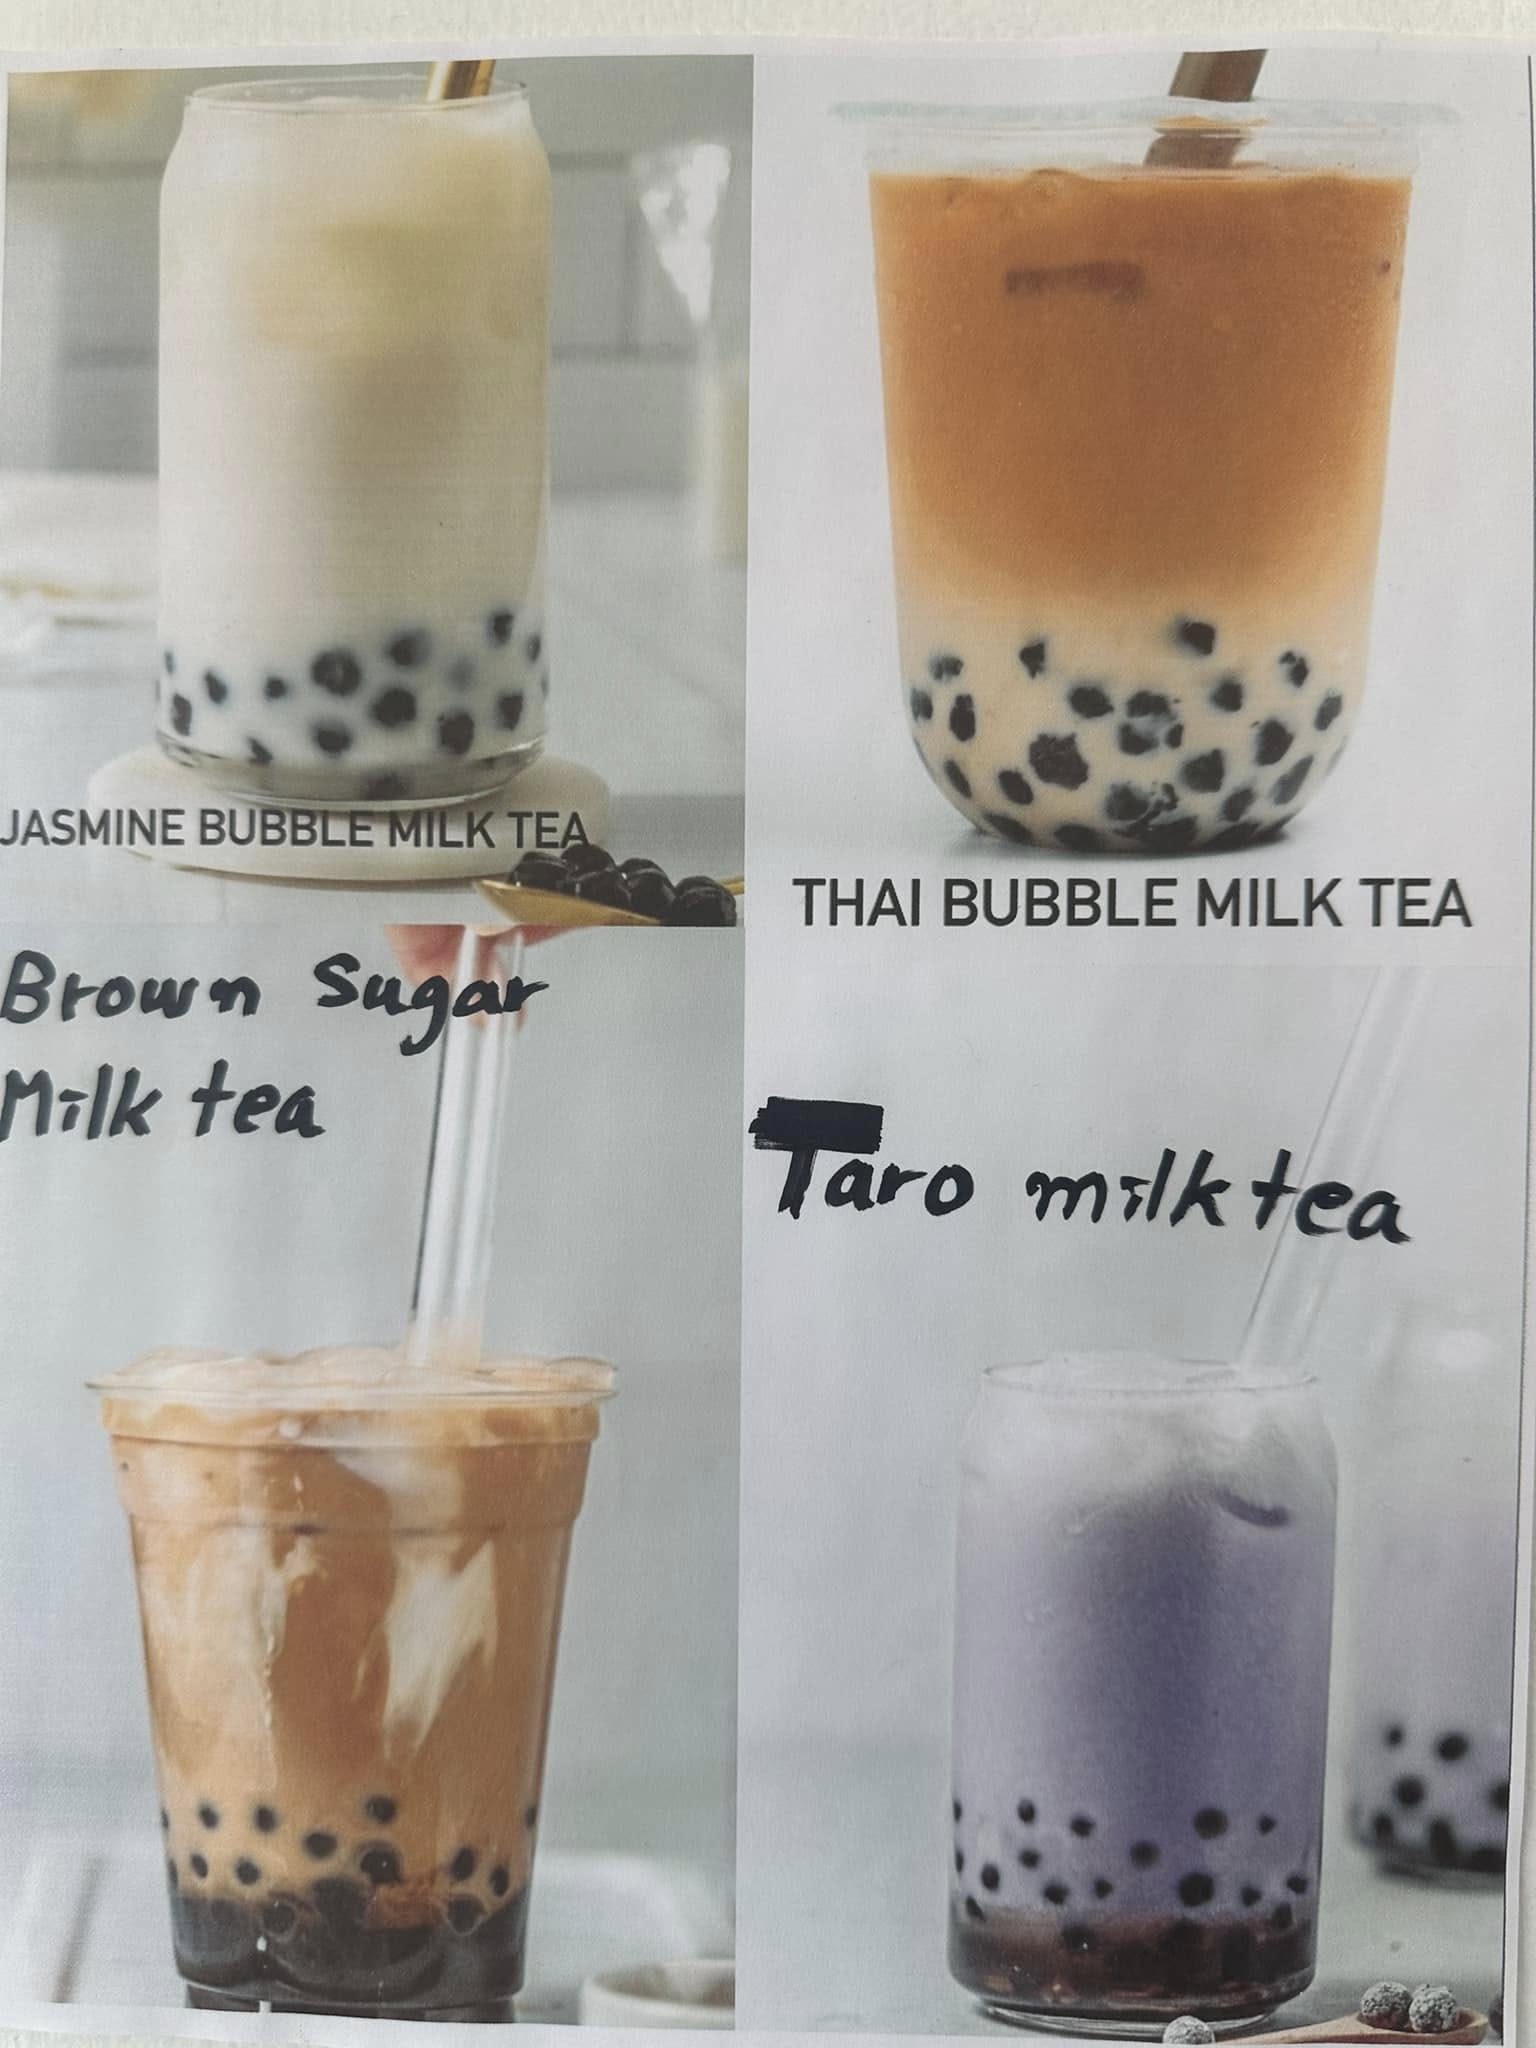 JASMINE BUBBLE MILK TEA
THAI BUBBLE MILK TEA
Brown Sugar
Milk tea
Taro milk tea